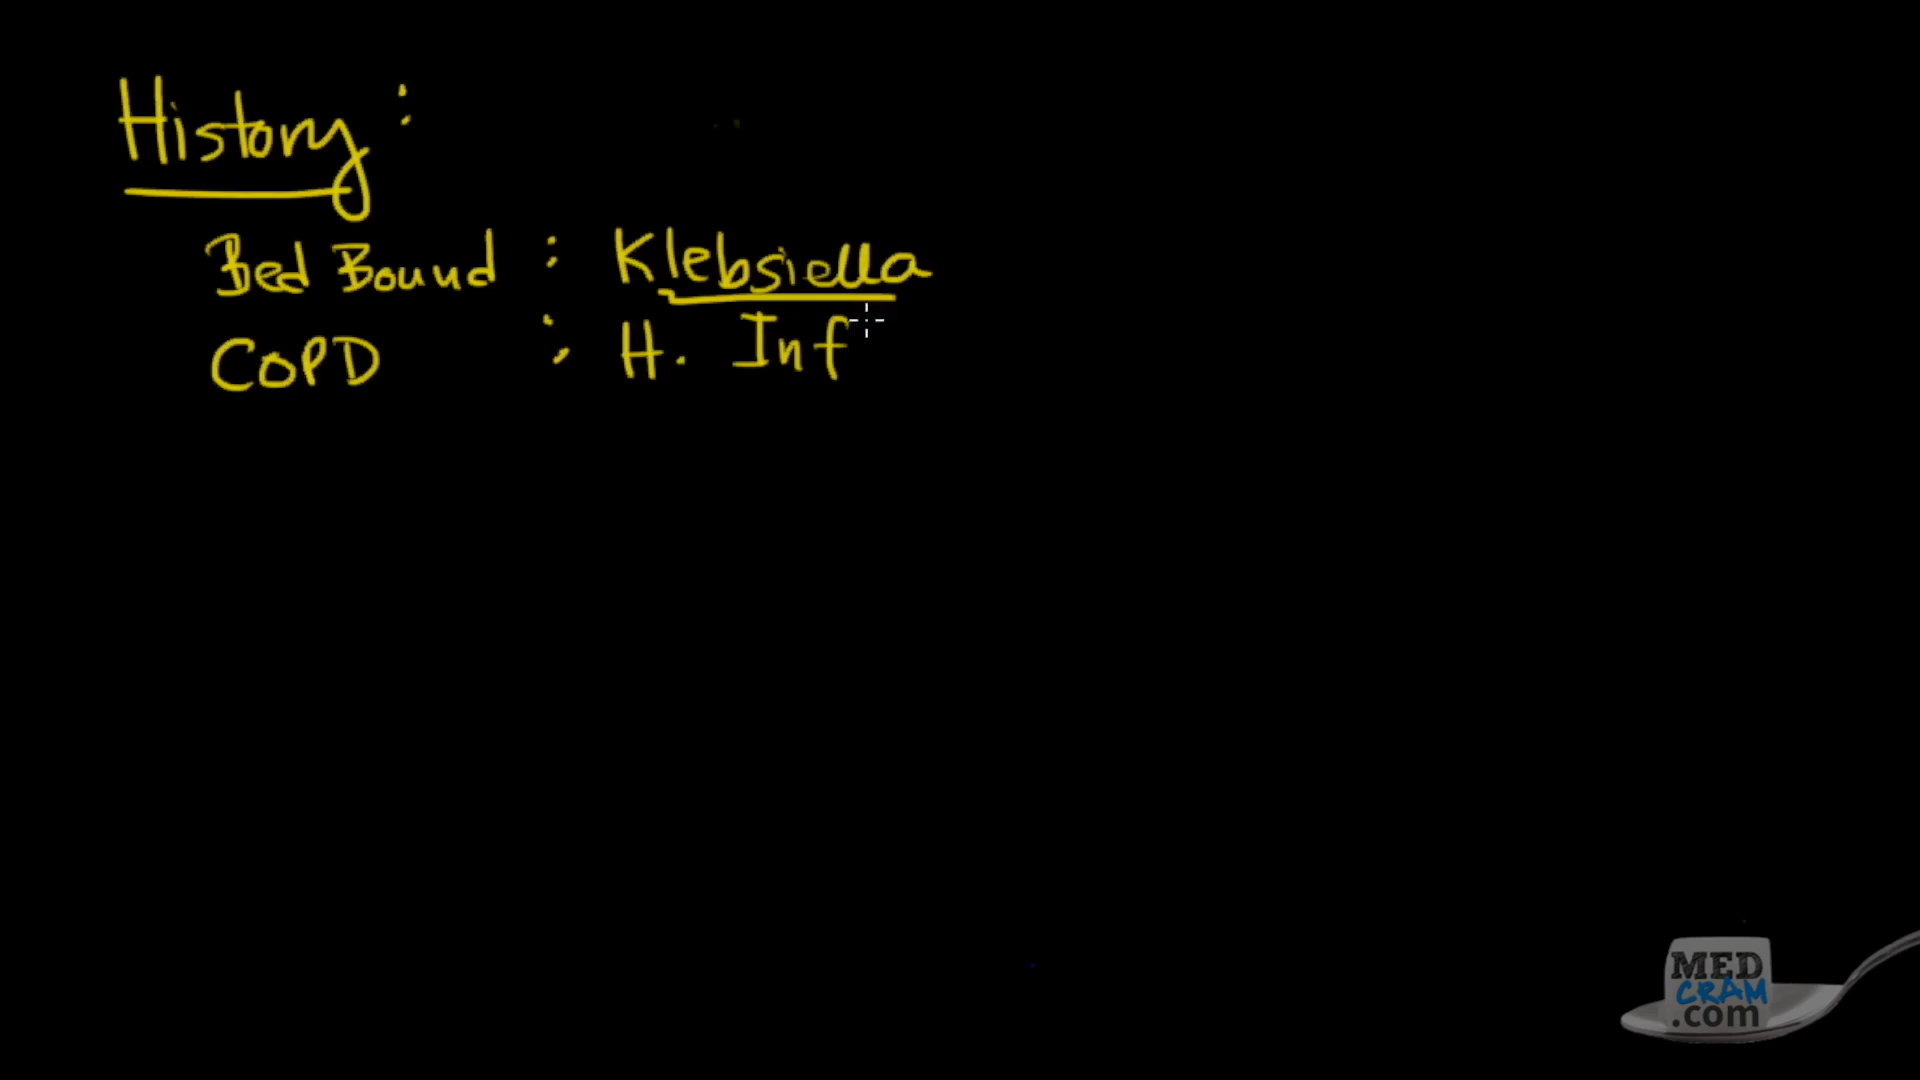 History:
Bed Bound : Klebsiella
COPD : H. Inf
MED
CRAM
.com